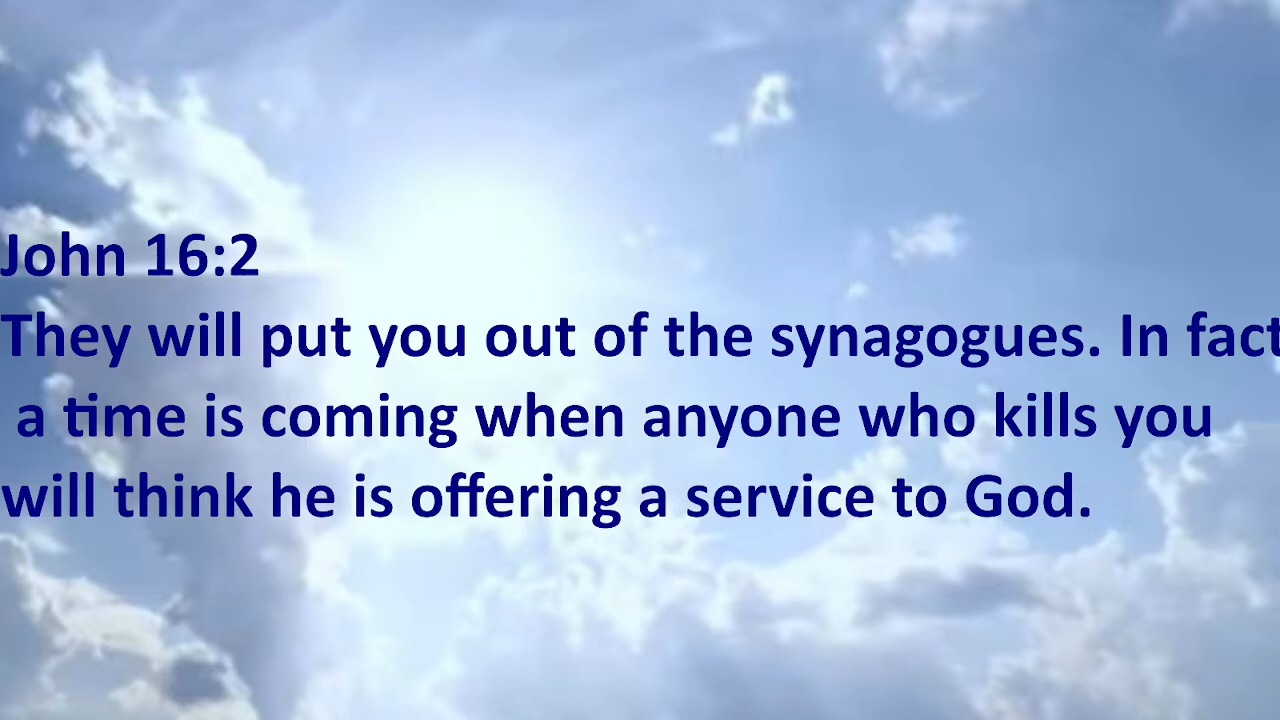 John 16:2
They will put you out of the synagogues. In fact
a time is coming when anyone who kills you
will think he is offering a service to God.